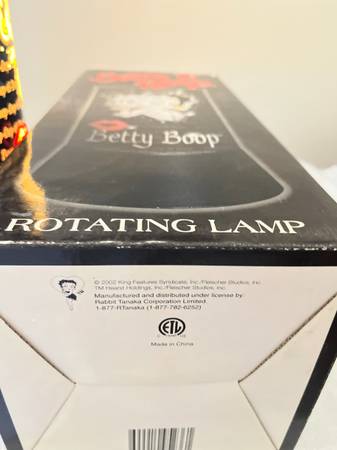 Betty Boop
ROTATING LAMP
© 2002 King Features Syndicate, Inc./Fleischer Studios, Inc.
TM Hearst Holdings, Inc./Fleischer Studios, Inc.
Manufactured and distributed under license by:
Rabbit Tanaka Corporation Limited.
1-877-RTanaka (1-877-782-6252)
ETL
Made in China